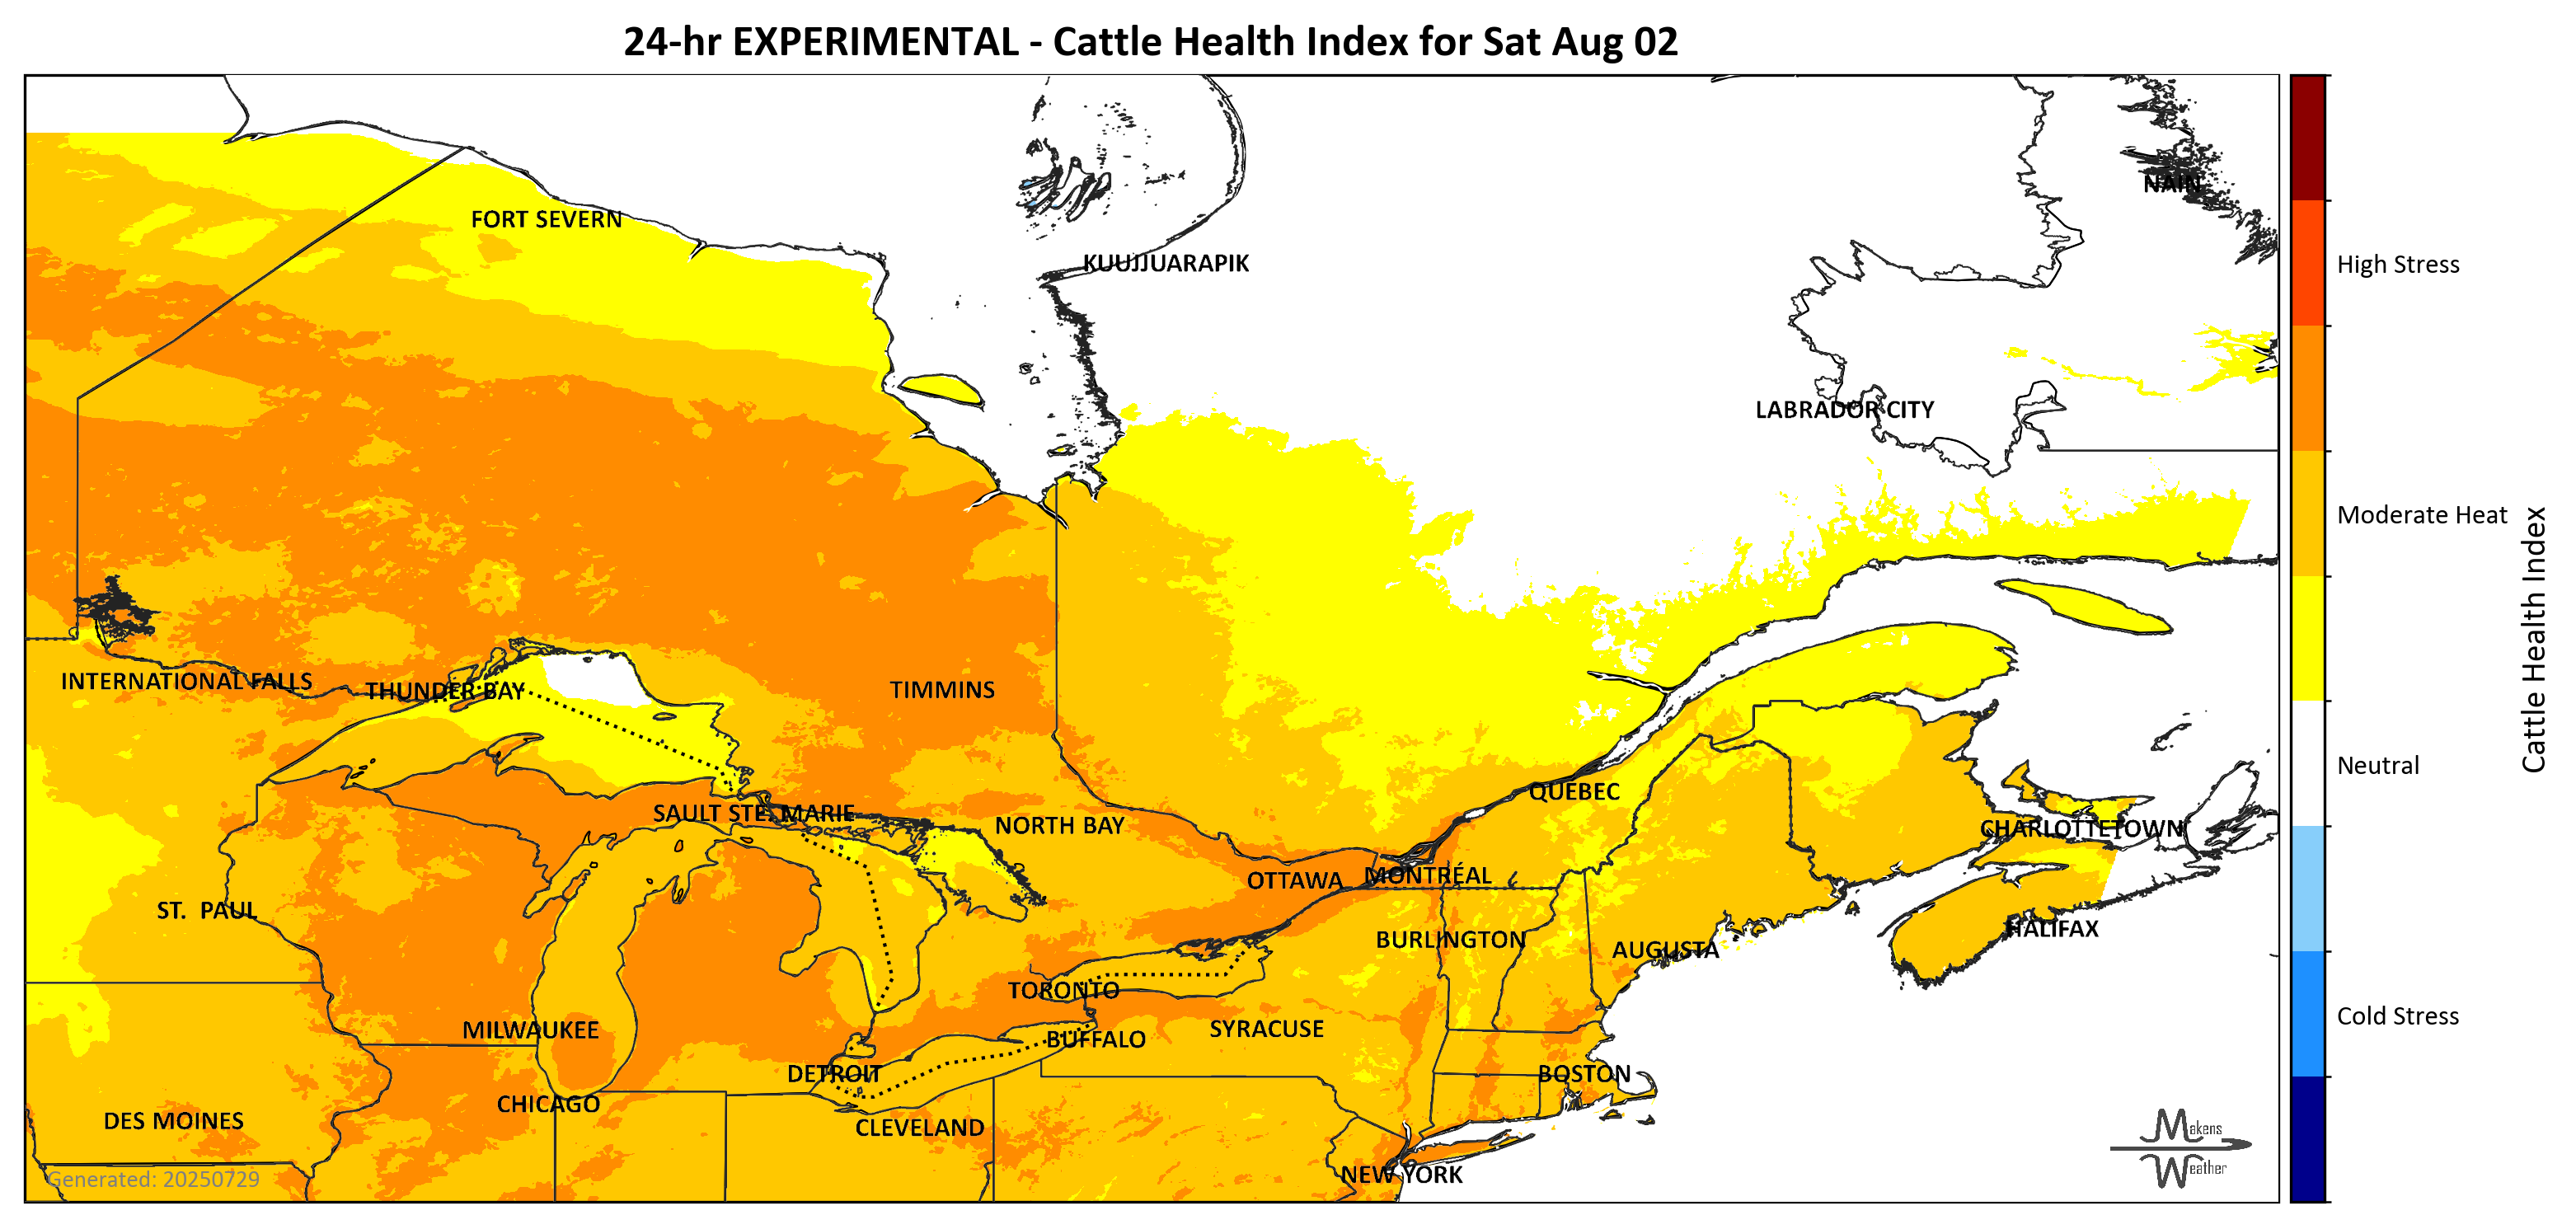 24-hr EXPERIMENTAL - Cattle Health Index for Sat Aug 02
NAIN
FORT SEVERN
KUUJJUARAPIK
High Stress
LABRADOR CITY
Moderate Heat
Cattle Health Index
INTERNATIONAL FALLS
THUNDER BAY
TIMMINS
Neutral
QUEBEC
SAULT STE. MARIE
NORTH BAY
CHARLOTTETOWN
OTTAWA
MONTRÉAL
ST. PAUL
HALIFAX
BURLINGTON
AUGUSTA
TORONTO
Cold Stress
MILWAUKEE
SYRACUSE
BUFFALO
DETROIT
BOSTON
CHICAGO
DES MOINES
CLEVELAND
Makens
Weather
NEW YORK
Generated: 20250729